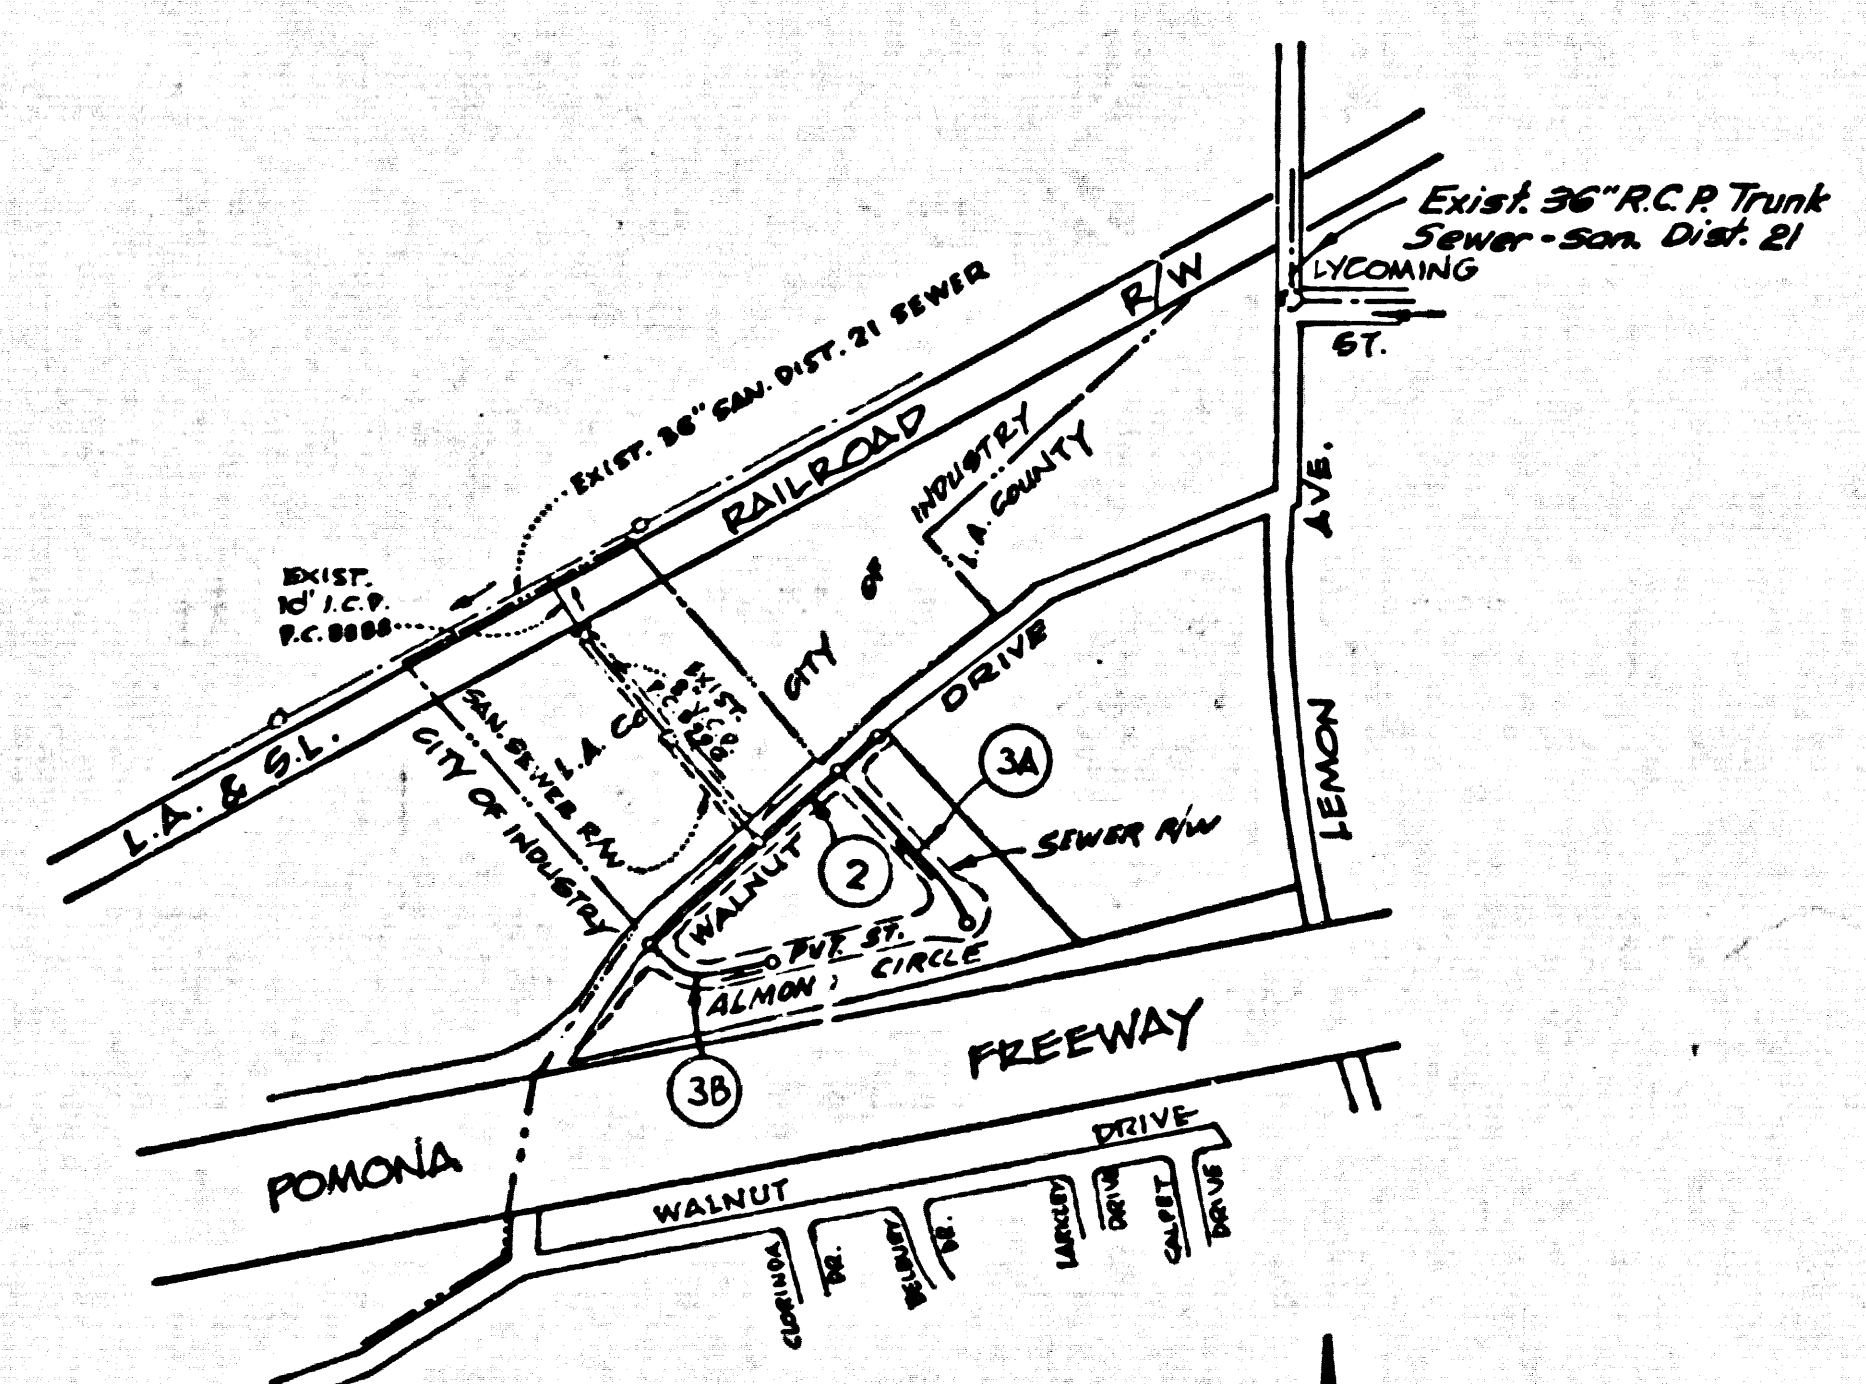 Exist. 36" R.C.P. Trunk
Sewer - San. Dist. 21
LYCOMING
ST.
EXIST. 36" SAN. DIST. 21 SEWER
R/W
RAILROAD
L.A. & S.L.
INDUSTRY
L.A. COUNTY
CITY OF
EXIST.
P.C.
EXIST.
P.C.
L.A. CO
SAN. SEWER R/W
CITY OF INDUSTRY
WALNUT
DRIVE
AVE.
LEMON
3A
SEWER R/W
2
PVT. ST.
ALMON
CIRCLE
3B
FREEWAY
POMONA
WALNUT
DRIVE
CLORINDA
DR.
DR.
DRIVE
DRIVE